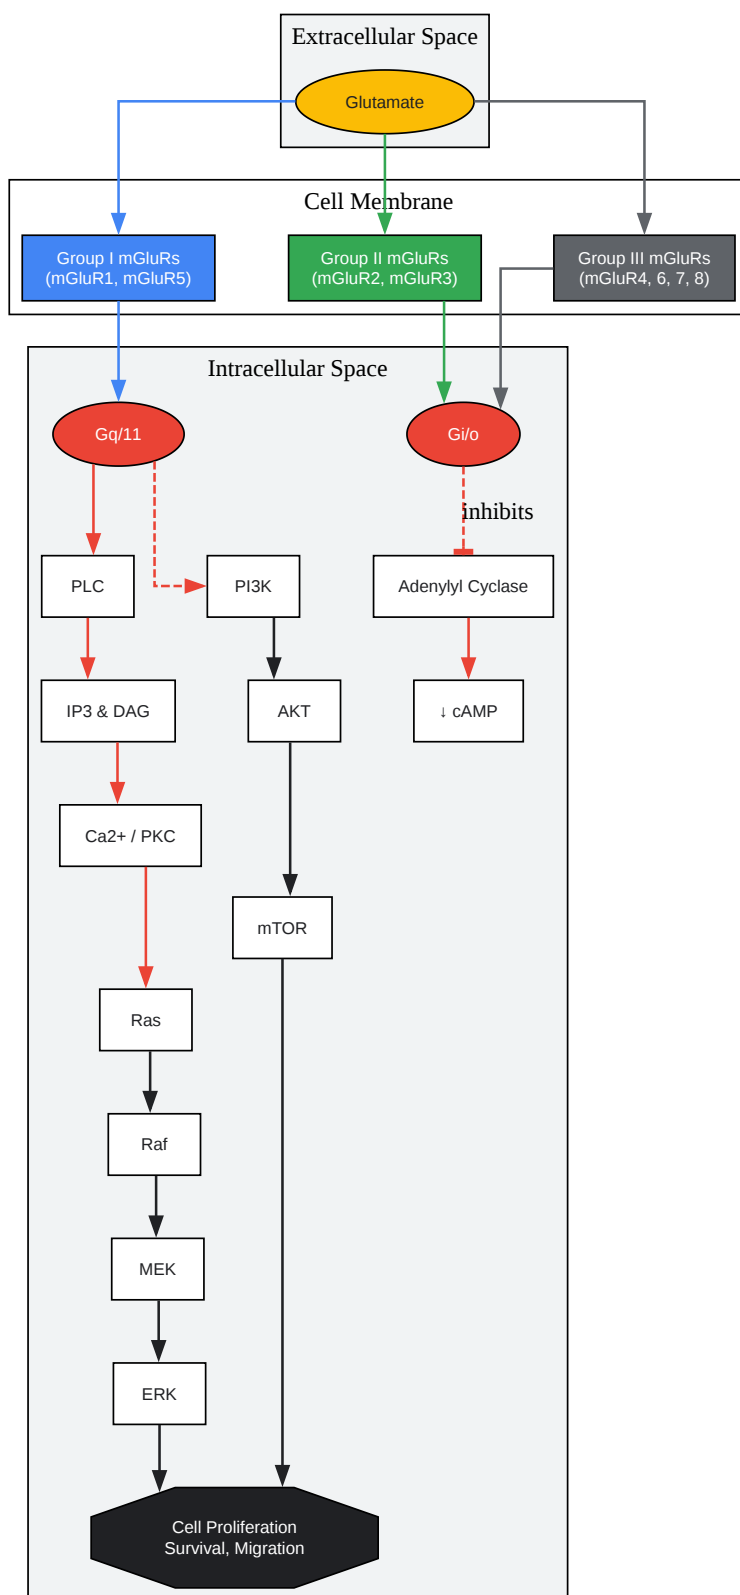 Extracellular Space
Glutamate
Cell Membrane
Group I mGluRs
(mGluR1, mGluR5)
Group II mGluRs
(mGluR2, mGluR3)
Group III mGluRs
(mGluR4, 6, 7, 8)
Intracellular Space
Gq/11
Gi/o
inhibits
PLC
PI3K
Adenylyl Cyclase
IP3 & DAG
AKT
↓ cAMP
Ca2+ / PKC
mTOR
Ras
Raf
MEK
ERK
Cell Proliferation
Survival, Migration